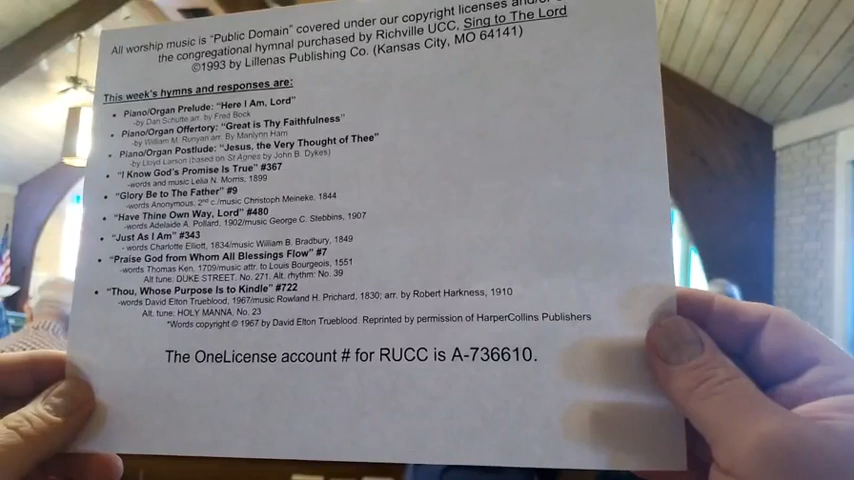 All worship music is “Public Domain” covered under our copyright licenses and/or
the congregational hymnal purchased by Richville UCC, Sing to The Lord
©1993 by Lillenas Publishing Co. (Kansas City, MO 64141)
This week's hymns and responses are:
• Piano/Organ Prelude: “Here I Am, Lord”
-by Dan Schutte arr. by Fred Bock
• Piano/Organ Offertory: “Great is Thy Faithfulness”
-by William M. Runyan arr. By Marilynn Ham
• Piano/Organ Postlude: “Jesus, the Very Thought of Thee”
-by Lloyd Larson (based on St Agnes by John B. Dykes)
• “I Know God's Promise is True” #367
-words and music Lelia N. Morris, 1899
• “Glory Be to The Father” #9
-words Anonymous, 2nd c./music Christoph Meineke, 1844
• “Have Thine Own Way, Lord” #480
-words Adelaide A. Pollard, 1902/music George C. Stebbins, 1907
• “Just As I Am” #343
- words Charlotte Elliott, 1834/music William B. Bradbury, 1849
• “Praise God from Whom All Blessings Flow” #7
-words Thomas Ken, 1709/music attr. to Louis Bourgeois, 1551
Alt tune: DUKE STREET. No. 271. Alt. rhythm: No. 39
• “Thou, Whose Purpose Is to Kindle” #722
-words David Elton Trueblood, 1967/music Rowland H. Prichard, 1830; arr. by Robert Harkness, 1910
Alt. tune: HOLY MANNA, No. 23
*Words copyright © 1967 by David Elton Trueblood. Reprinted by permission of HarperCollins Publishers
The OneLicense account # for RUCC is A-736610.